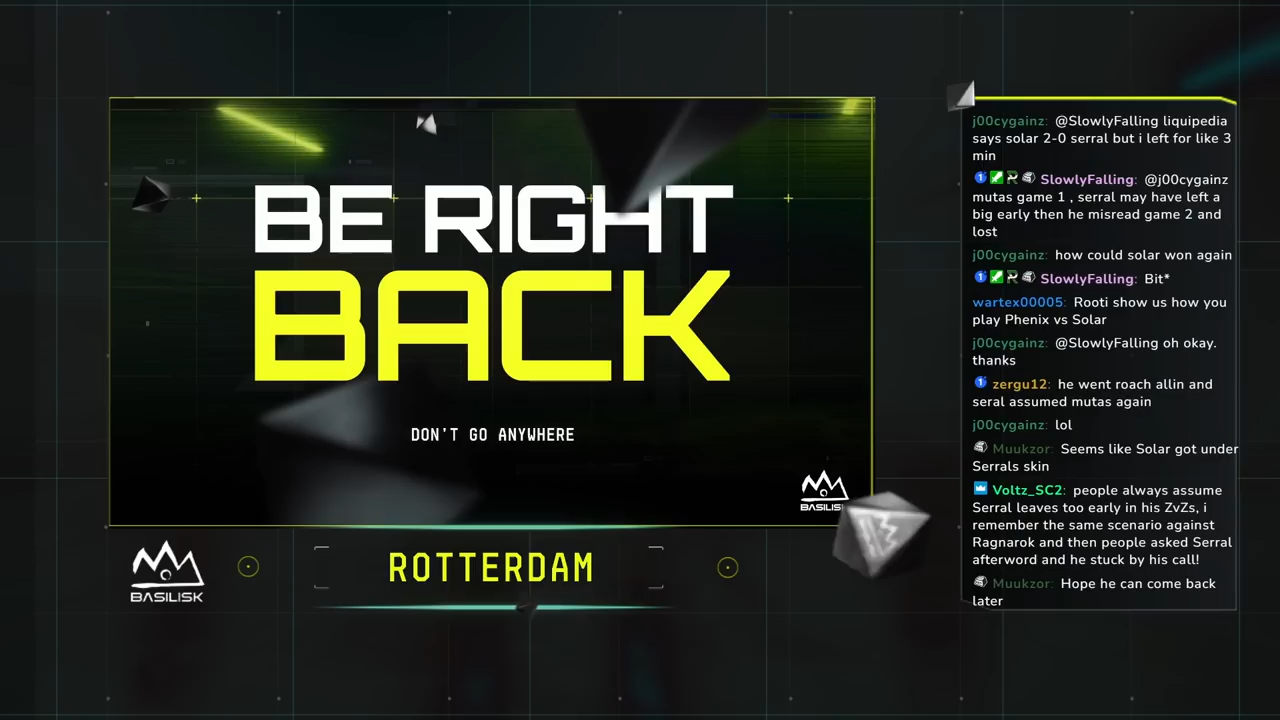 BE RIGHT
BACK
DON'T GO ANYWHERE
BASILISK
BASILISK
ROTTERDAM
j00cygainz: @SlowlyFalling liquipedia
says solar 2-0 serral but i left for like 3
min
SlowlyFalling: @j00cygainz
mutas game 1 , serral may have left a
big early then he misread game 2 and
lost
j00cygainz: how could solar won again
SlowlyFalling: Bit*
wartex00005: Rooti show us how you
play Phenix vs Solar
j00cygainz: @SlowlyFalling oh okay.
thanks
zergu12: he went roach allin and
seral assumed mutas again
j00cygainz: lol
Muukzor: Seems like Solar got under
Serrals skin
Voltz_SC2: people always assume
Serral leaves too early in his ZvZs, i
remember the same scenario against
Ragnarok and then people asked Serral
afterword and he stuck by his call!
Muukzor: Hope he can come back
later